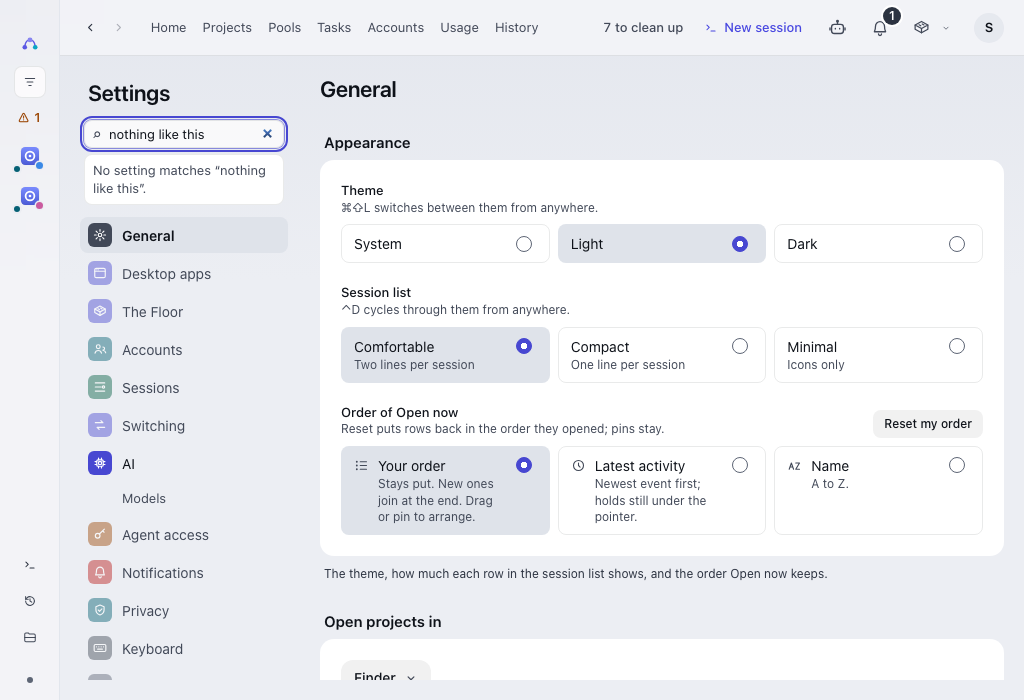 Home Projects Pools Tasks Accounts Usage History 7 to clean up New session 1 S
1
Settings
nothing like this
No setting matches “nothing
like this”.
General
Desktop apps
The Floor
Accounts
Sessions
Switching
AI
Models
Agent access
Notifications
Privacy
Keyboard
General
Appearance
Theme
⌘⇧L switches between them from anywhere.
System Light Dark
Session list
^D cycles through them from anywhere.
Comfortable Compact Minimal
Two lines per session One line per session Icons only
Order of Open now
Reset puts rows back in the order they opened; pins stay.
Reset my order
Your order
Stays put. New ones
join at the end. Drag
or pin to arrange.
Latest activity
Newest event first;
holds still under the
pointer.
AZ Name
A to Z.
The theme, how much each row in the session list shows, and the order Open now keeps.
Open projects in
Finder